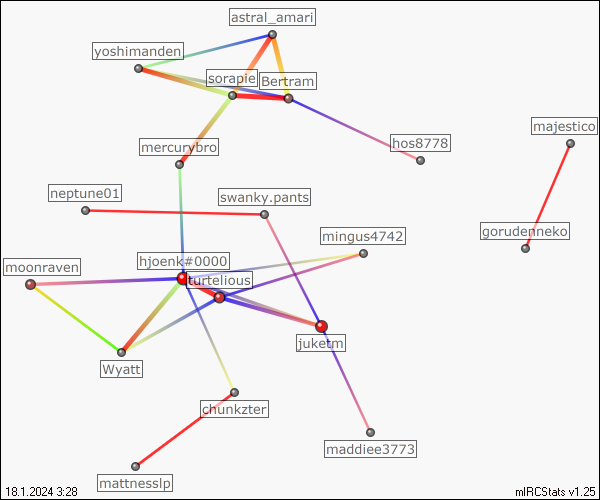 astral_amari
yoshimanden
sorapie
Bertram
majestico
mercurybro
hos8778
neptune01
swanky.pants
gorudenneko
mingus4742
hjoenk#0000
moonraven
turtelious
juketm
Wyatt
chunkzter
maddiee3773
mattnesslp
18.1.2024 3:28
mIRCStats v1.25